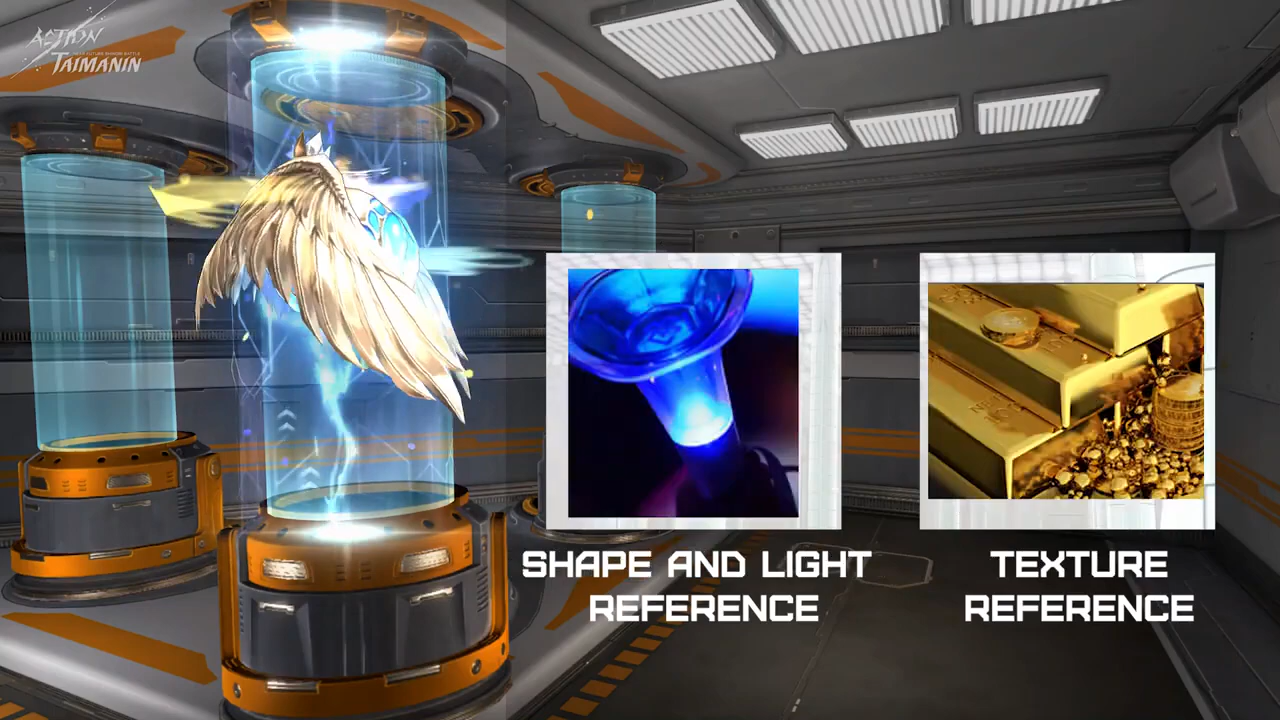 ACTION
TAIMANIN
SHAPE AND LIGHT
REFERENCE
TEXTURE
REFERENCE